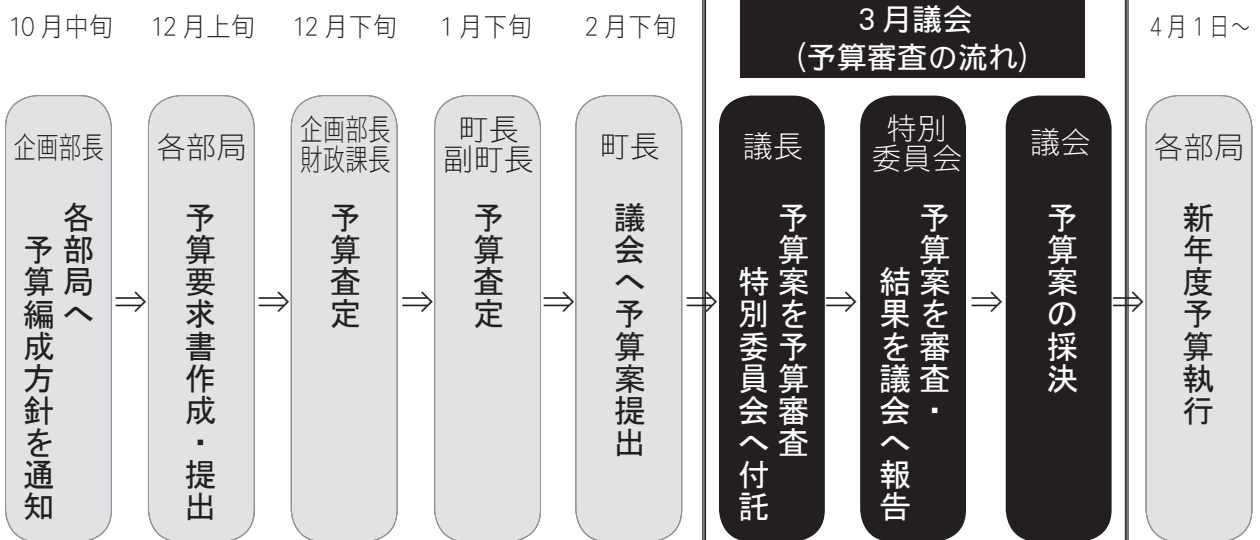 10月中旬
企画部長
各部局へ
予算編成方針を通知
⇒
12月上旬
各部局
予算要求書作成・提出
⇒
12月下旬
企画部長
財政課長
予算査定
⇒
1月下旬
町長
副町長
予算査定
⇒
2月下旬
町長
議会へ予算案提出
⇒
3月議会
(予算審査の流れ)
議長
予算案を予算審査
特別委員会へ付託
⇒
特別
委員会
予算案を審査・
結果を議会へ報告
⇒
議会
予算案の採決
⇒
4月1日~
各部局
新年度予算執行